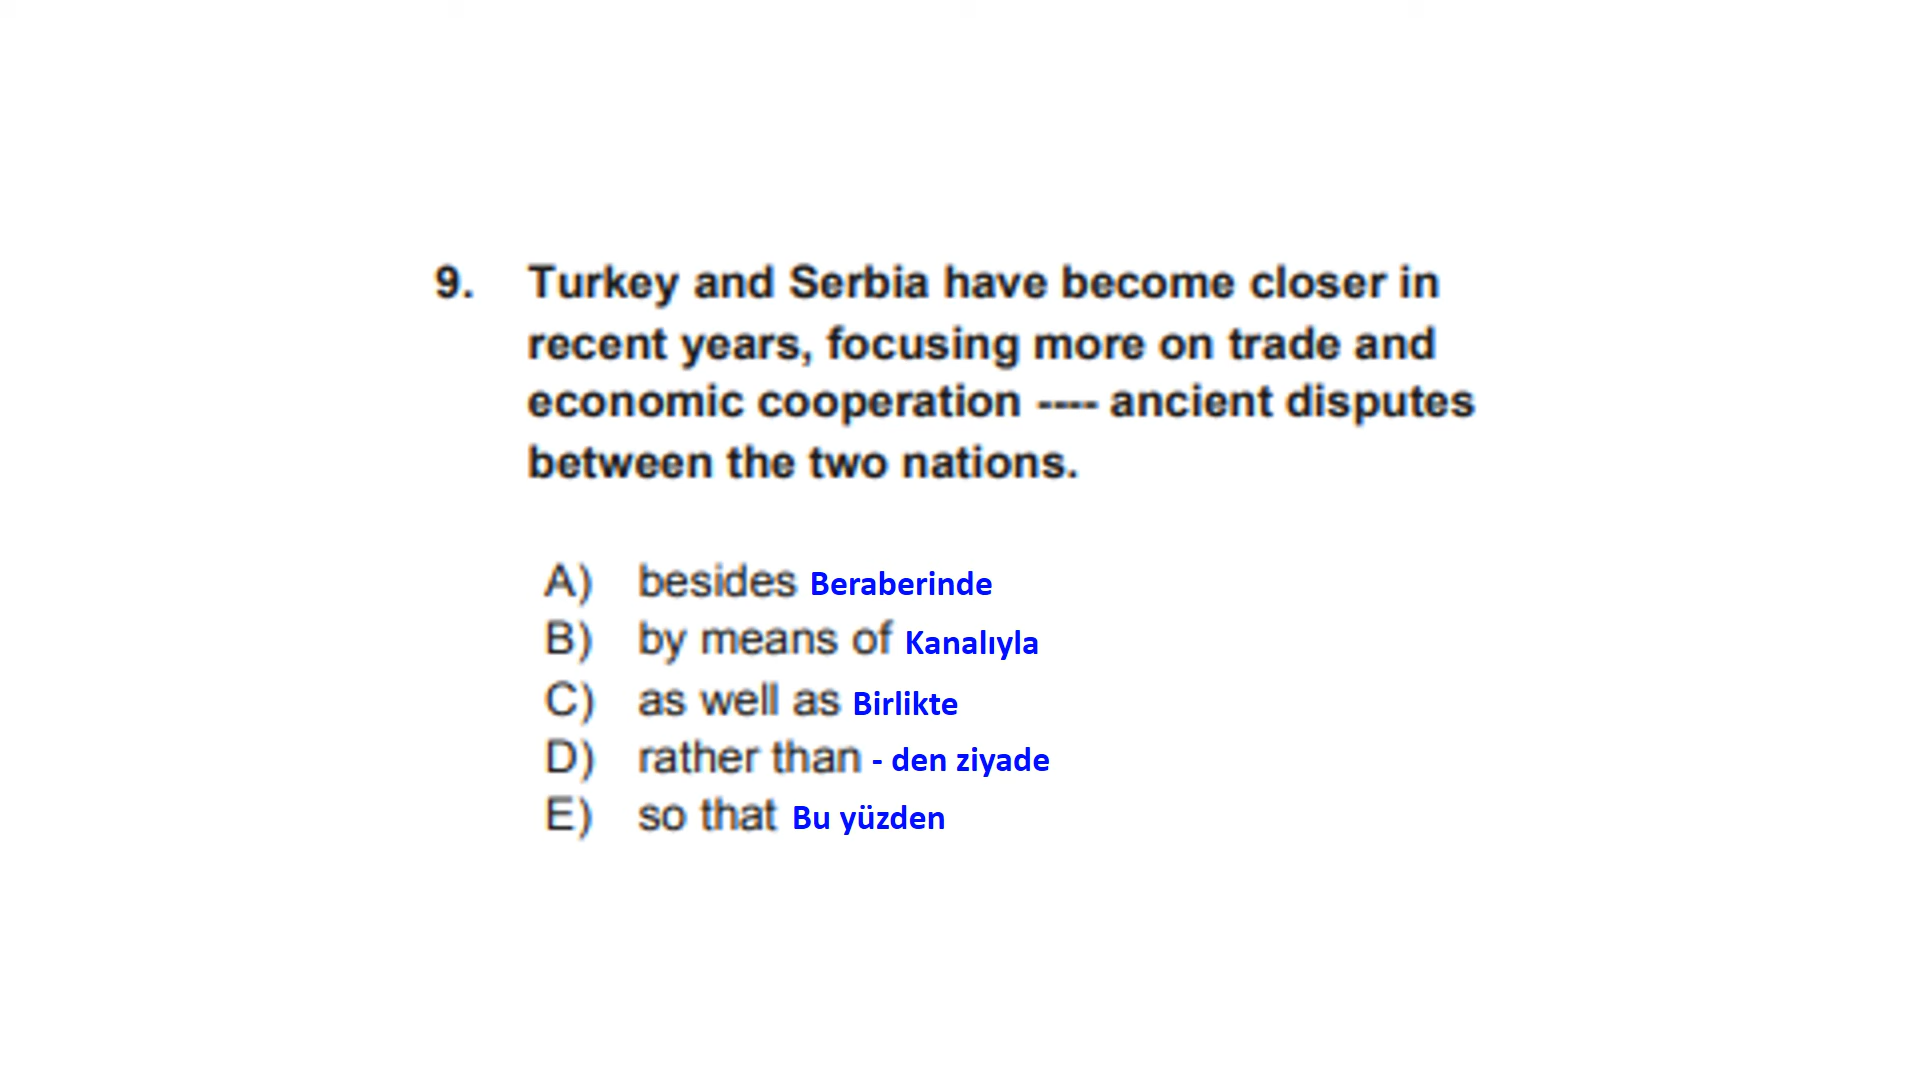 9. Turkey and Serbia have become closer in
recent years, focusing more on trade and
economic cooperation ---- ancient disputes
between the two nations.
A) besides Beraberinde
B) by means of Kanalıyla
C) as well as Birlikte
D) rather than - den ziyade
E) so that Bu yüzden